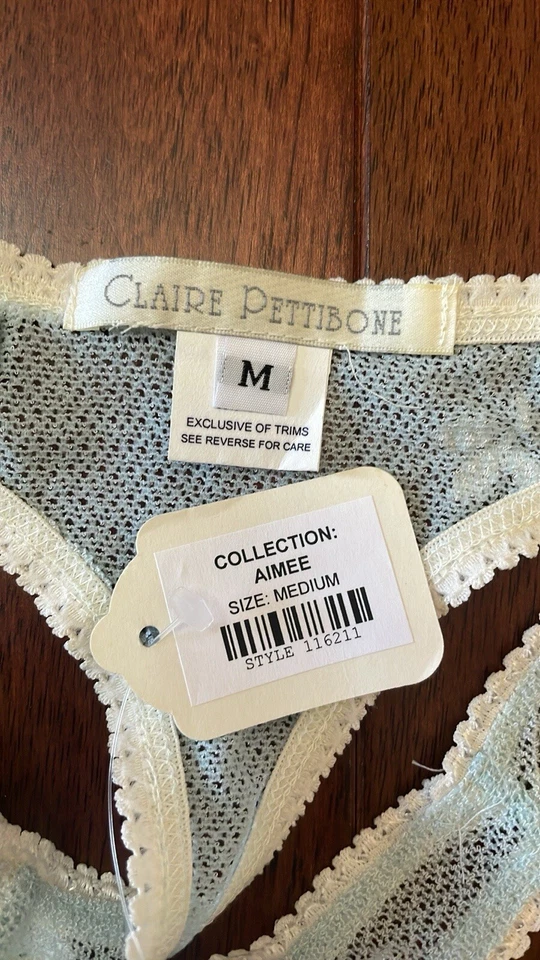 CLAIRE PETTIBONE
M
EXCLUSIVE OF TRIMS
SEE REVERSE FOR CARE
COLLECTION:
AIMEE
SIZE: MEDIUM
STYLE 116211